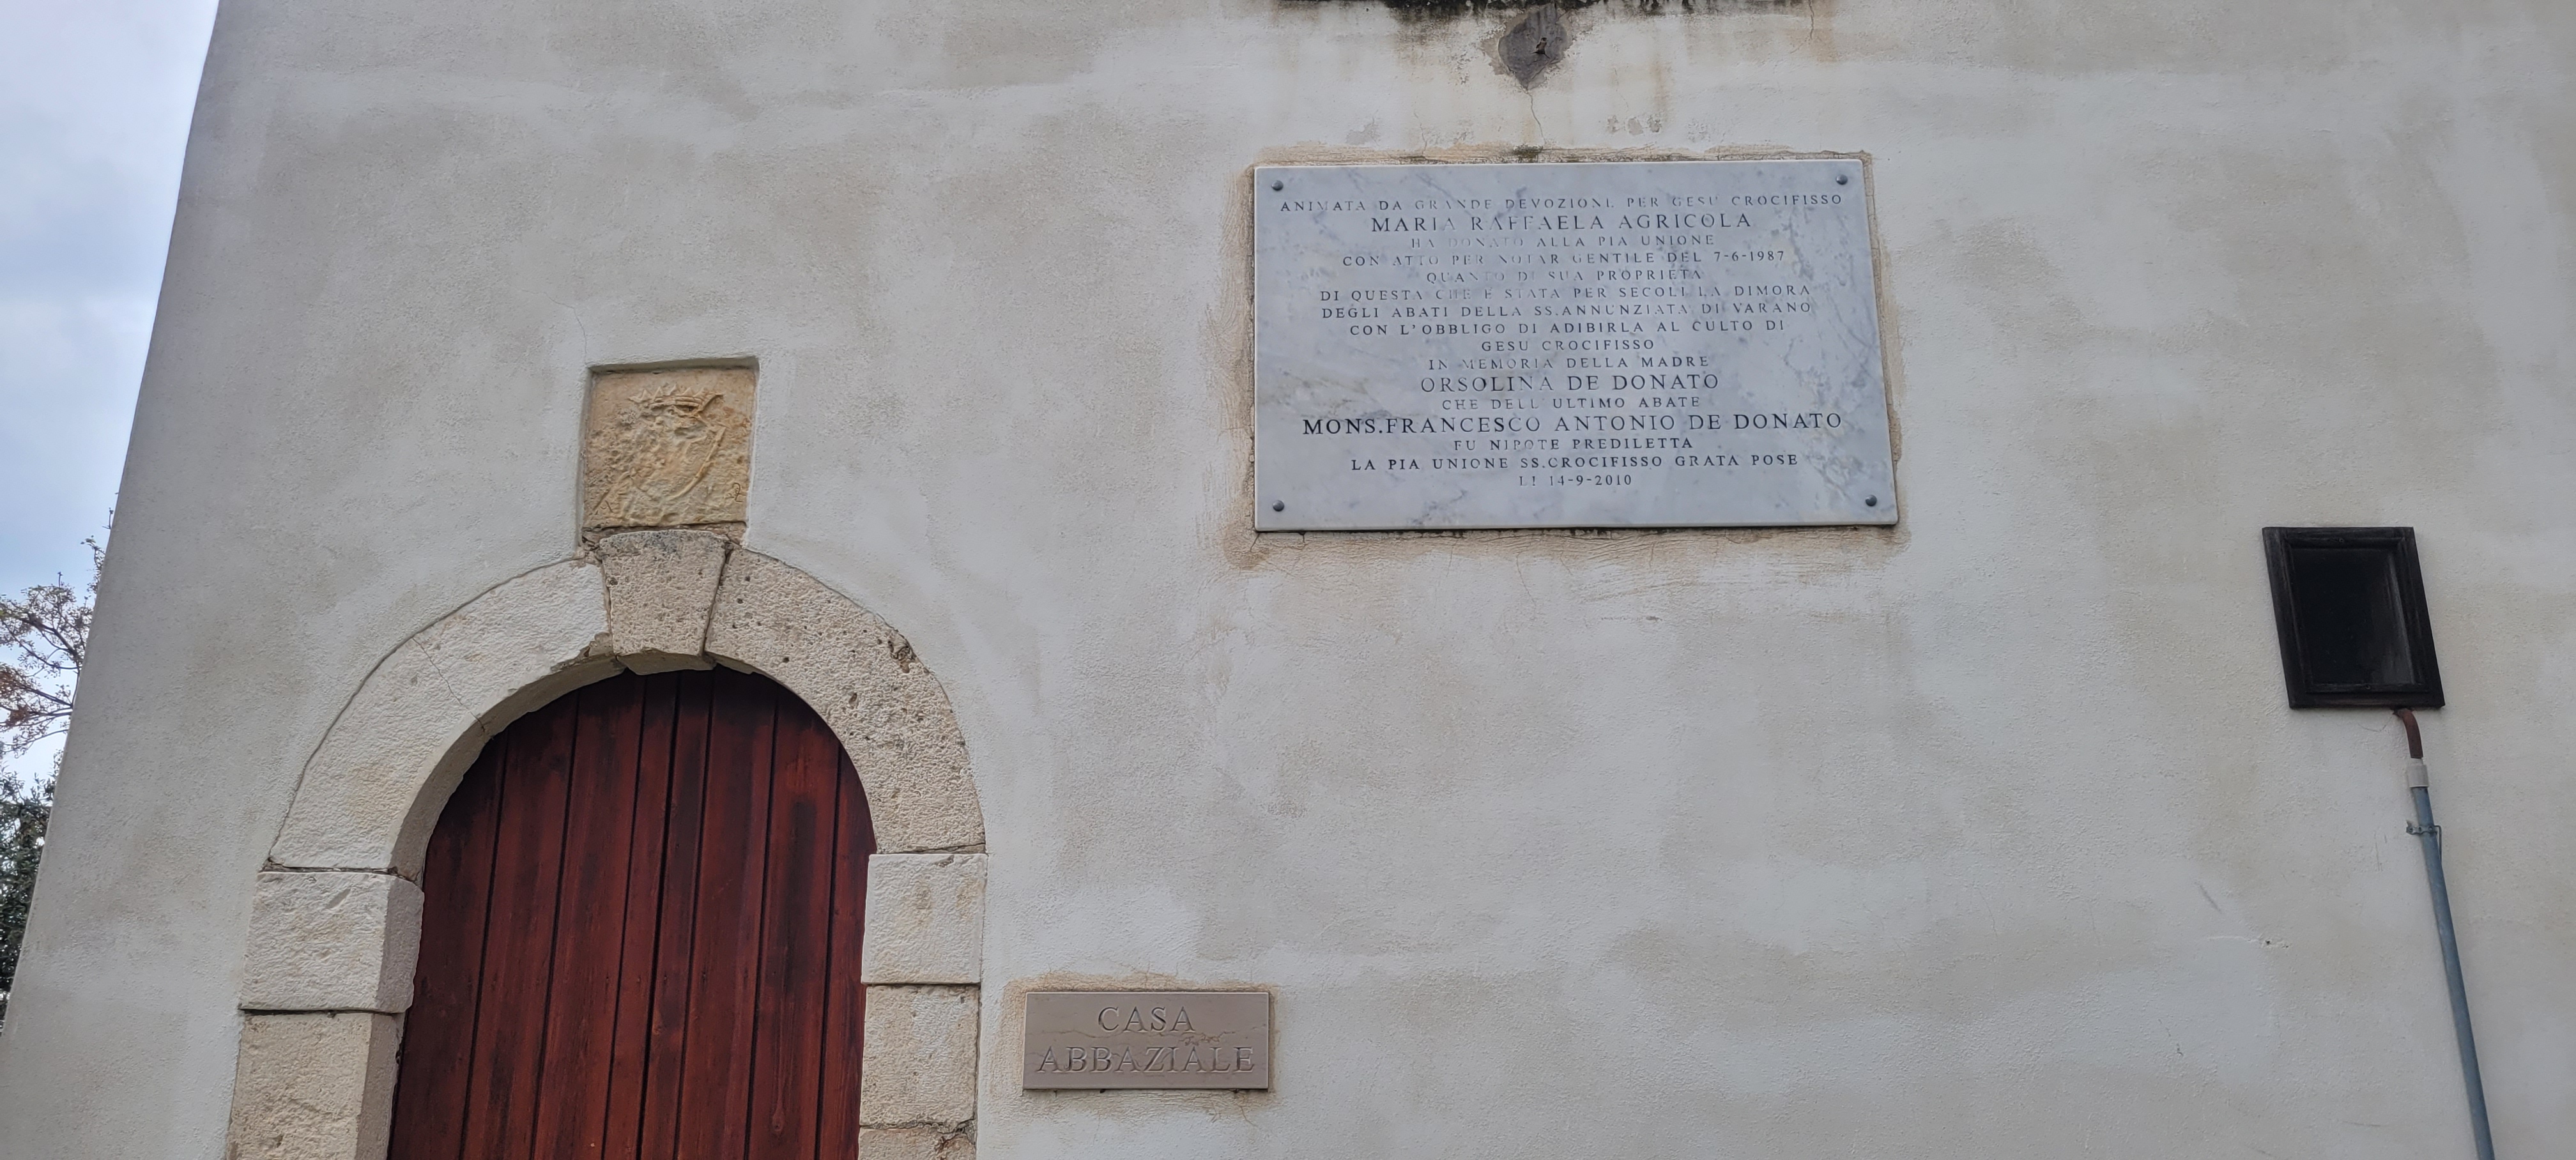 ANIMATA DA GRANDE DEVOZIONE PER GESU' CROCIFISSO
MARIA RAFFAELA AGRICOLA
HA DONATO ALLA PIA UNIONE
CON ATTO PER NOTAR GENTILE DEL 7-6-1987
QUANTO DI SUA PROPRIETA'
DI QUESTA CHE E' STATA PER SECOLI LA DIMORA
DEGLI ABATI DELLA SS.ANNUNZIATA DI VARANO
CON L'OBBLIGO DI ADIBIRLA AL CULTO DI
GESU CROCIFISSO
IN MEMORIA DELLA MADRE
ORSOLINA DE DONATO
CHE DELL'ULTIMO ABATE
MONS.FRANCESCO ANTONIO DE DONATO
FU NIPOTE PREDILETTA
LA PIA UNIONE SS.CROCIFISSO GRATA POSE
LI 14-9-2010
CASA
ABBAZIALE